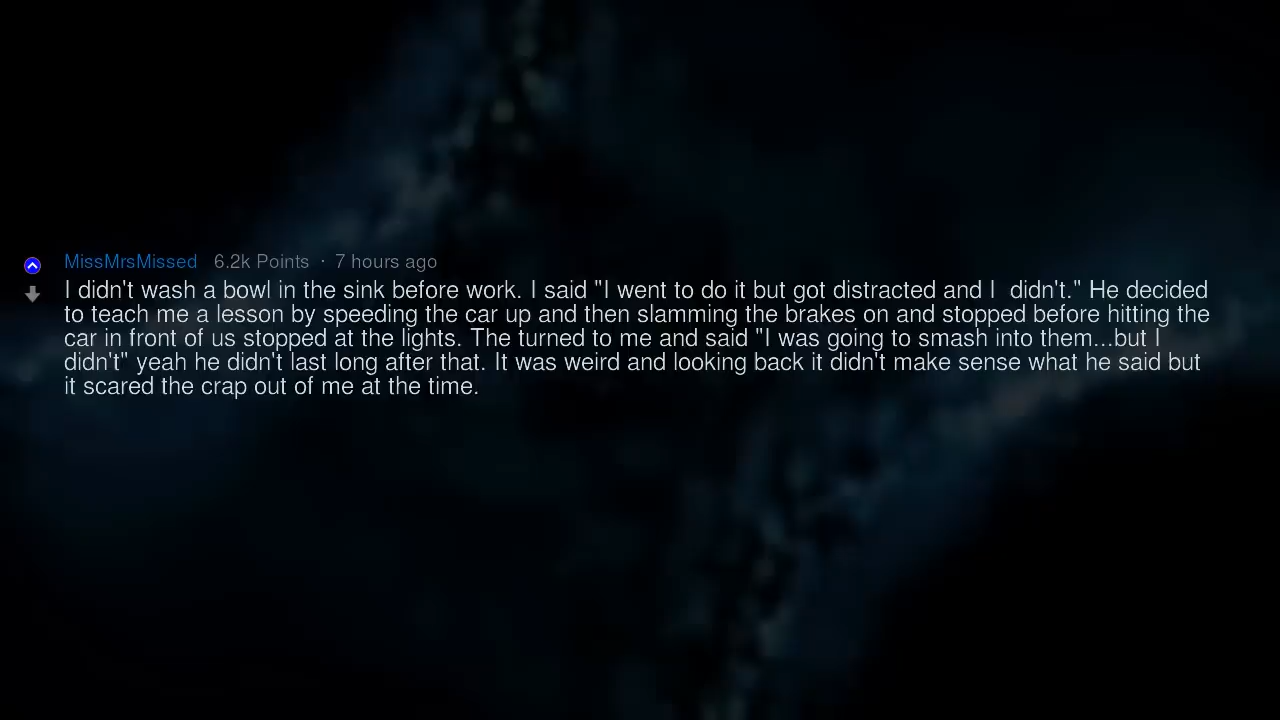 MissMrsMissed 6.2k Points · 7 hours ago
I didn't wash a bowl in the sink before work. I said "I went to do it but got distracted and I  didn't." He decided
to teach me a lesson by speeding the car up and then slamming the brakes on and stopped before hitting the
car in front of us stopped at the lights. The turned to me and said "I was going to smash into them...but I
didn't" yeah he didn't last long after that. It was weird and looking back it didn't make sense what he said but
it scared the crap out of me at the time.